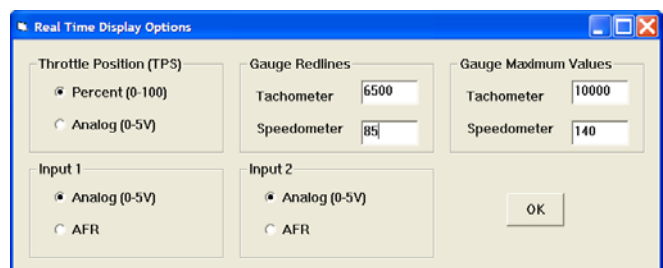 Real Time Display Options
Throttle Position (TPS)
Percent (0-100)
Analog (0-5V)
Gauge Redlines
Tachometer 6500
Speedometer 85
Gauge Maximum Values
Tachometer 10000
Speedometer 140
Input 1
Analog (0-5V)
AFR
Input 2
Analog (0-5V)
AFR
OK